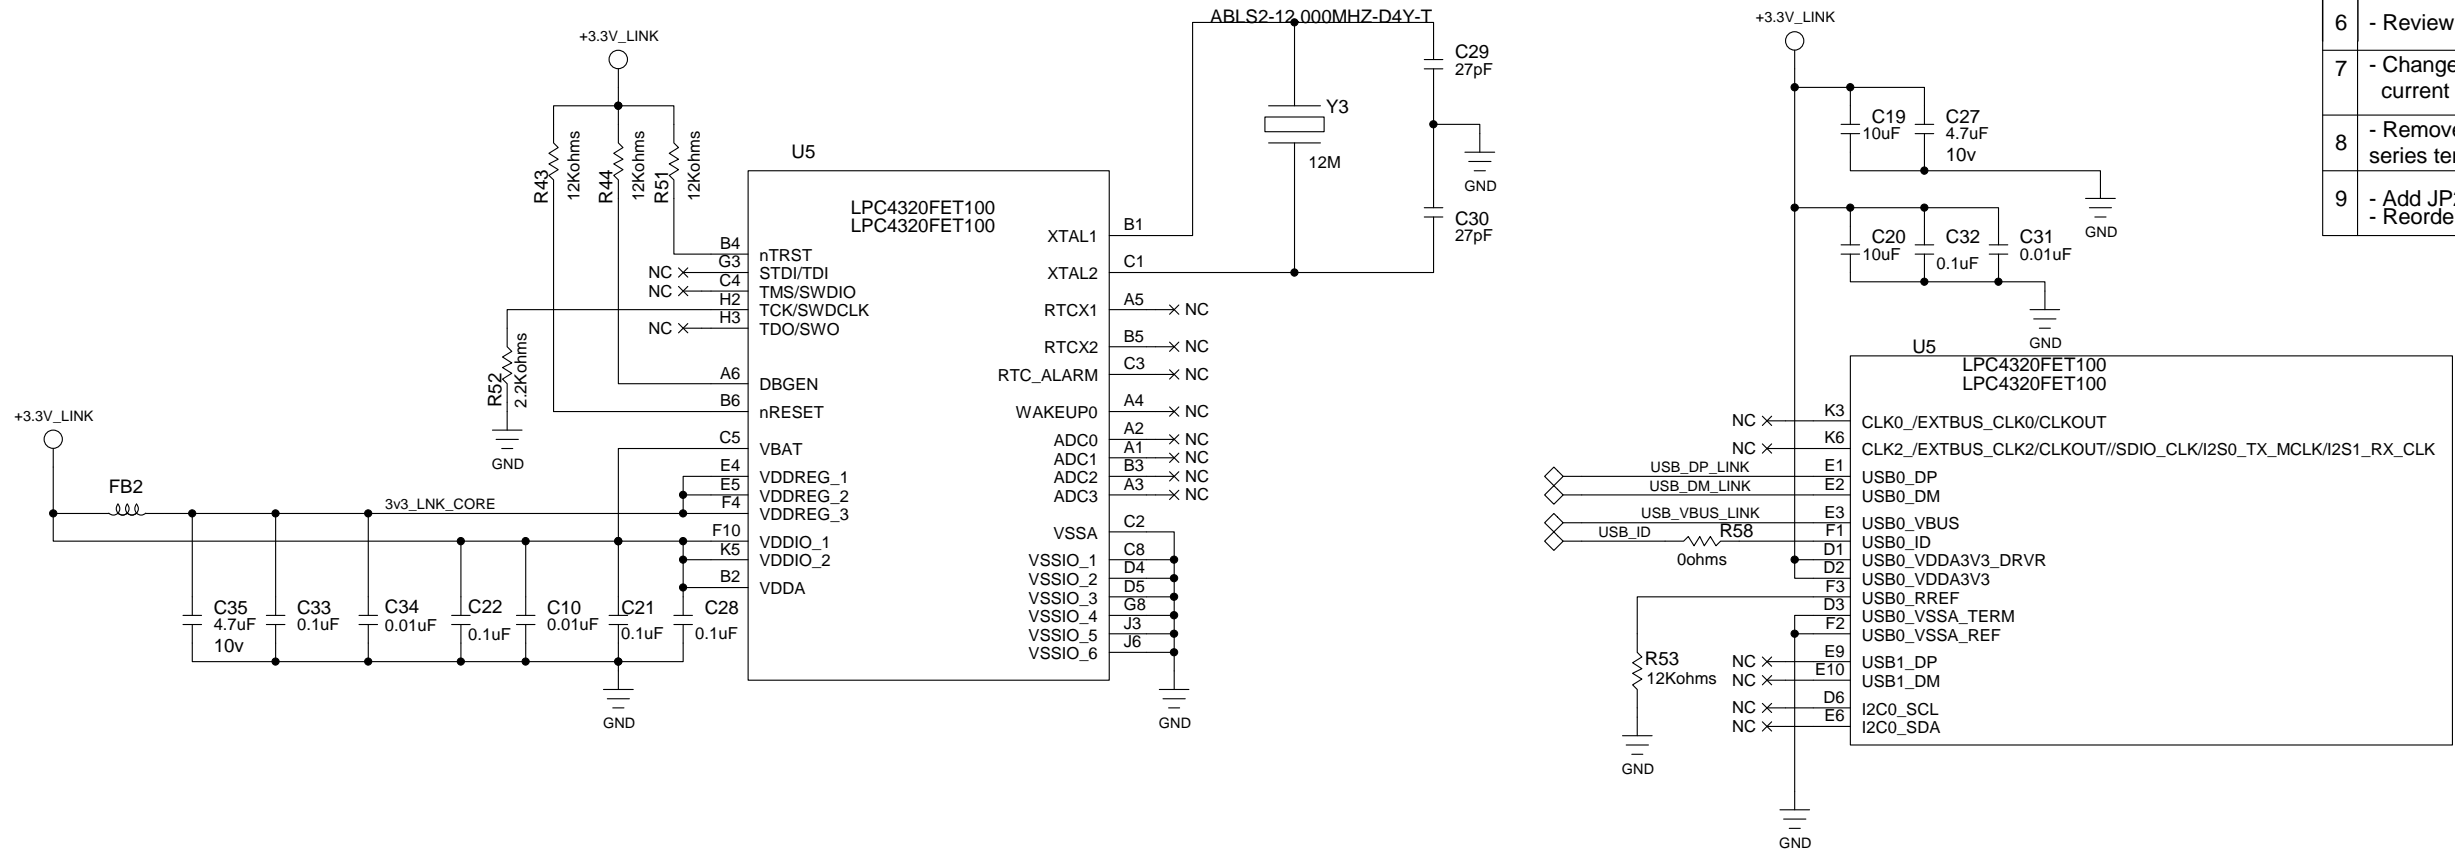 ABLS2-12.000MHZ-D4Y-T
+3.3V_LINK
R43
12Kohms
R44
12Kohms
R51
12Kohms
U5
LPC4320FET100
LPC4320FET100
B4
nTRST
NC
G3
STDI/TDI
NC
C4
TMS/SWDIO
H2
TCK/SWDCLK
NC
H3
TDO/SWO
R52
2.2Kohms
GND
A6
DBGEN
B6
nRESET
C5
VBAT
E4
VDDREG_1
E5
VDDREG_2
F4
VDDREG_3
F10
VDDIO_1
K5
VDDIO_2
B2
VDDA
+3.3V_LINK
FB2
3v3_LNK_CORE
C35
4.7uF
10v
C33
0.1uF
C34
0.01uF
C22
0.1uF
C10
0.01uF
C21
0.1uF
C28
0.1uF
GND
XTAL1
B1
XTAL2
C1
RTCX1
A5
NC
RTCX2
B5
NC
RTC_ALARM
C3
NC
WAKEUP0
A4
NC
ADC0
A2
NC
ADC1
A1
NC
ADC2
B3
NC
ADC3
A3
NC
VSSA
C2
VSSIO_1
C8
VSSIO_2
D4
VSSIO_3
D5
VSSIO_4
G8
VSSIO_5
J3
VSSIO_6
J6
GND
Y3
12M
C29
27pF
GND
C30
27pF
+3.3V_LINK
C19
10uF
C27
4.7uF
10v
GND
C20
10uF
C32
0.1uF
C31
0.01uF
GND
U5
LPC4320FET100
LPC4320FET100
NC
K3
CLK0_/EXTBUS_CLK0/CLKOUT
NC
K6
CLK2_/EXTBUS_CLK2/CLKOUT//SDIO_CLK/I2S0_TX_MCLK/I2S1_RX_CLK
USB_DP_LINK
E1
USB0_DP
USB_DM_LINK
E2
USB0_DM
USB_VBUS_LINK
E3
USB0_VBUS
USB_ID
R58
0ohms
F1
USB0_ID
D1
USB0_VDDA3V3_DRVR
D2
USB0_VDDA3V3
F3
USB0_RREF
D3
USB0_VSSA_TERM
F2
USB0_VSSA_REF
R53
12Kohms
GND
NC
E9
USB1_DP
NC
E10
USB1_DM
NC
D6
I2C0_SCL
NC
E6
I2C0_SDA
GND
6 - Review
7 - Change
current
8 - Remove
series ter
9 - Add JP2
- Reorde